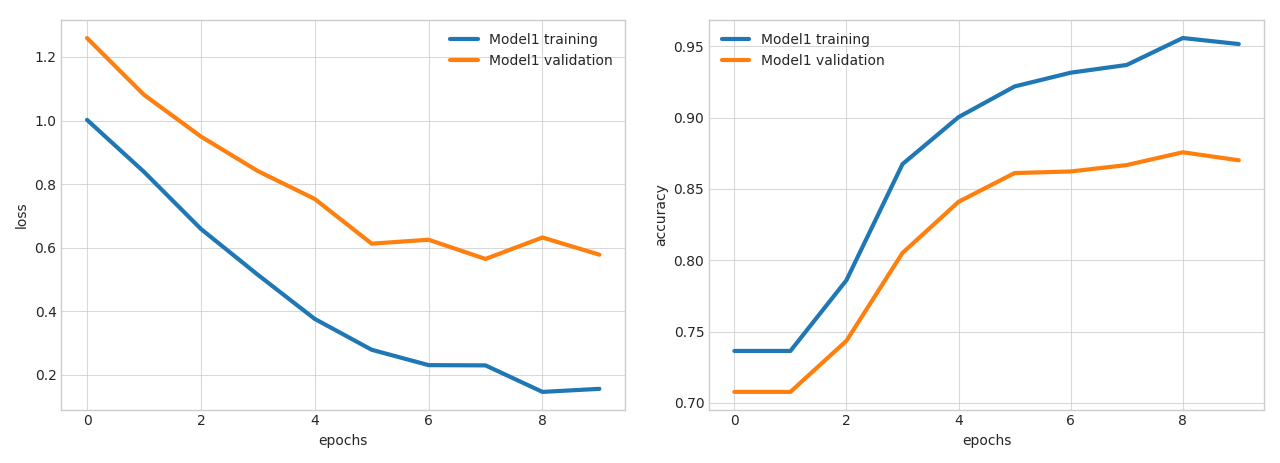 Model1 training
Model1 validation
1.2
1.0
0.8
0.6
0.4
0.2
loss
0 2 4 6 8
epochs
Model1 training
Model1 validation
0.95
0.90
0.85
0.80
0.75
0.70
accuracy
0 2 4 6 8
epochs